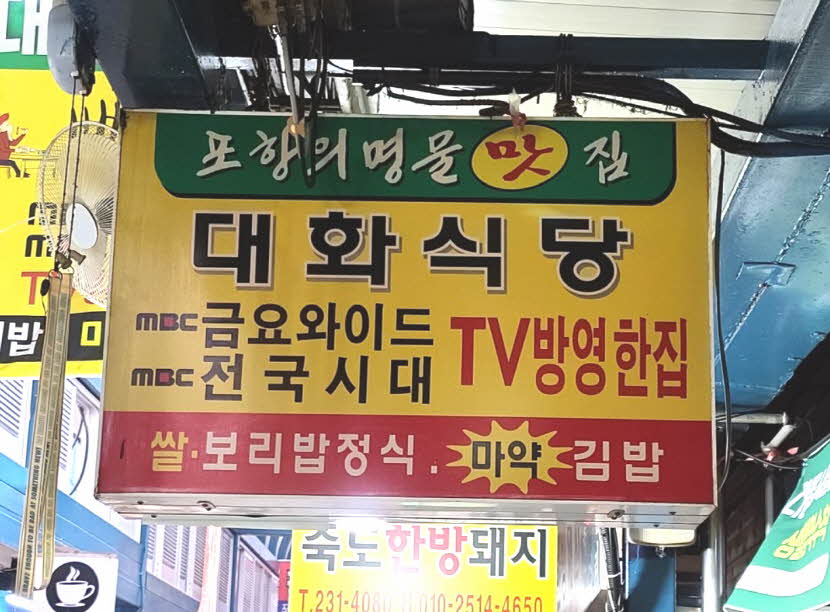 포항의명물 맛 집
대화식당
mbc 금요와이드
mbc 전국시대
TV방영한집
쌀·보리밥정식. 마약 김밥
죽도한방돼지
T.231-4080 010-2514-4650